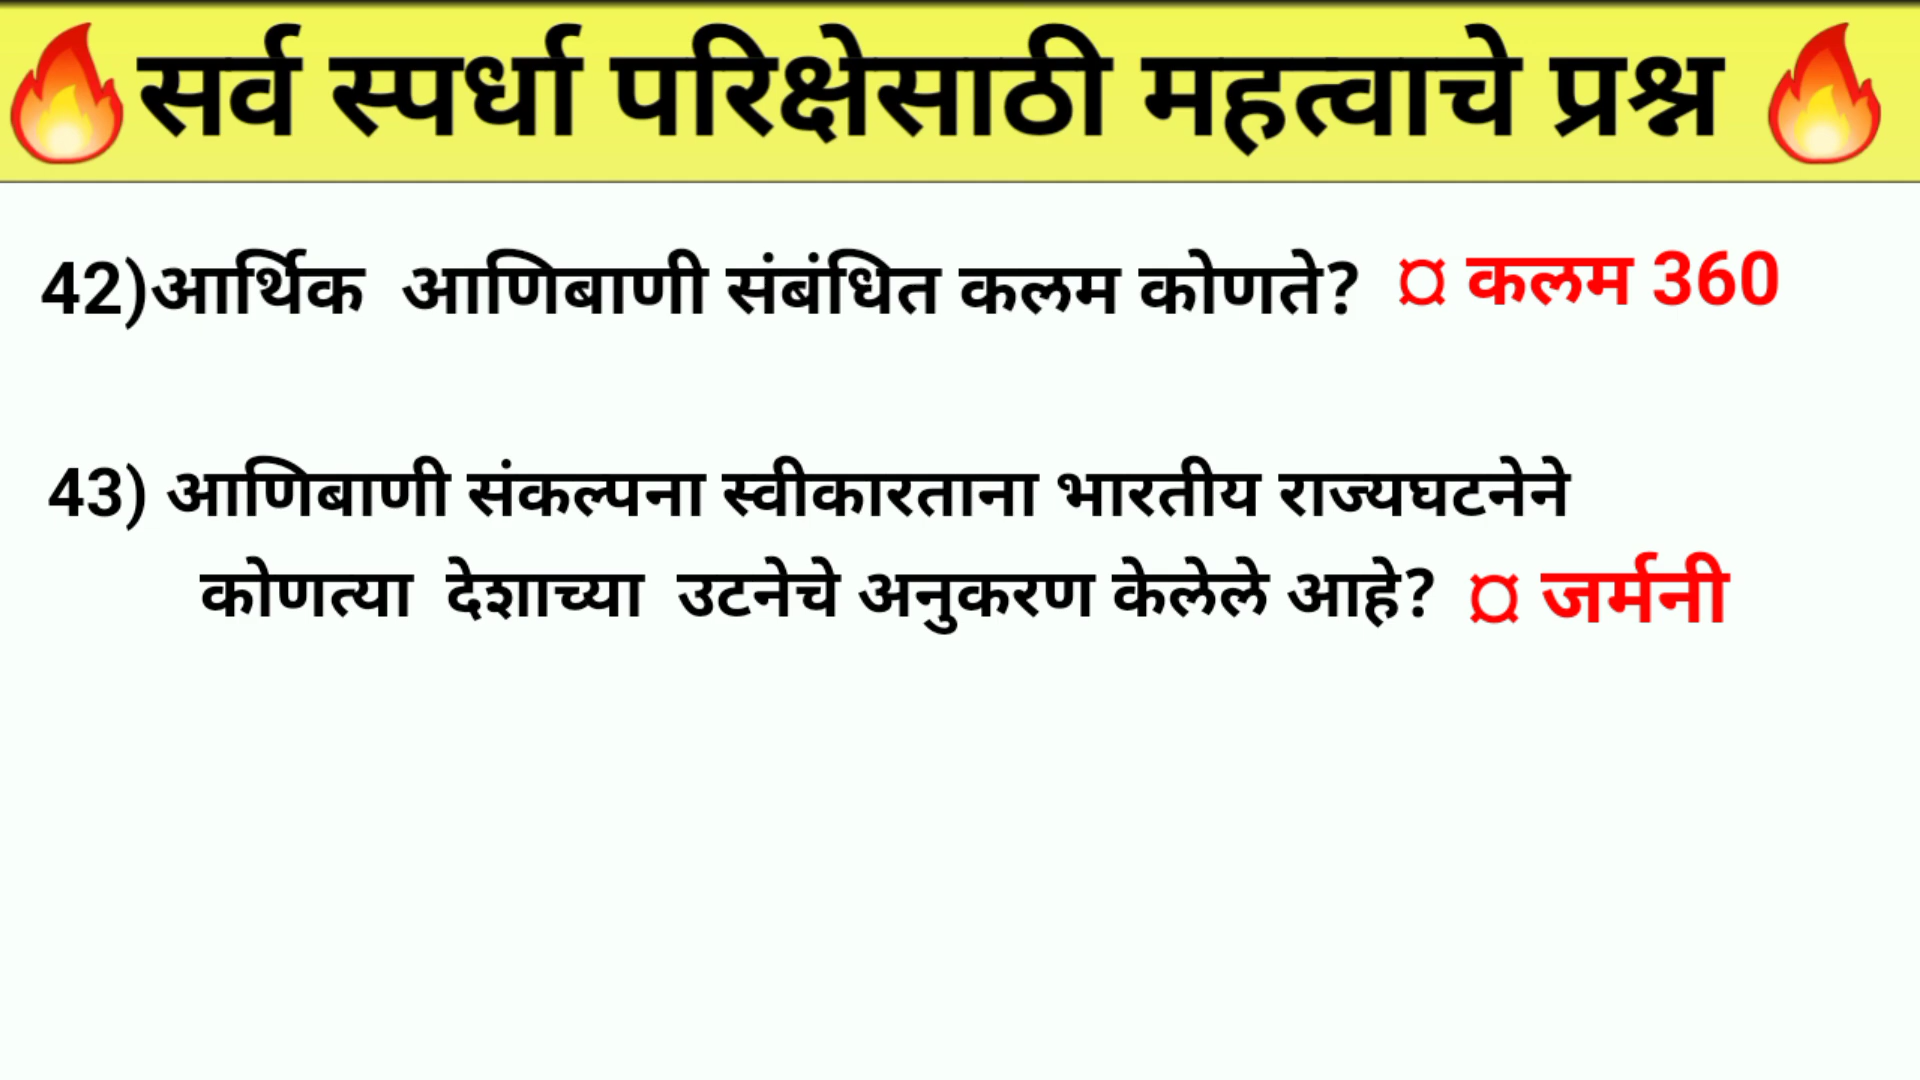 🔥सर्व स्पर्धा परिक्षेसाठी महत्वाचे प्रश्न 🔥
42)आर्थिक आणिबाणी संबंधित कलम कोणते? ¤ कलम 360
43) आणिबाणी संकल्पना स्वीकारताना भारतीय राज्यघटनेने
कोणत्या देशाच्या उटनेचे अनुकरण केलेले आहे? ¤ जर्मनी